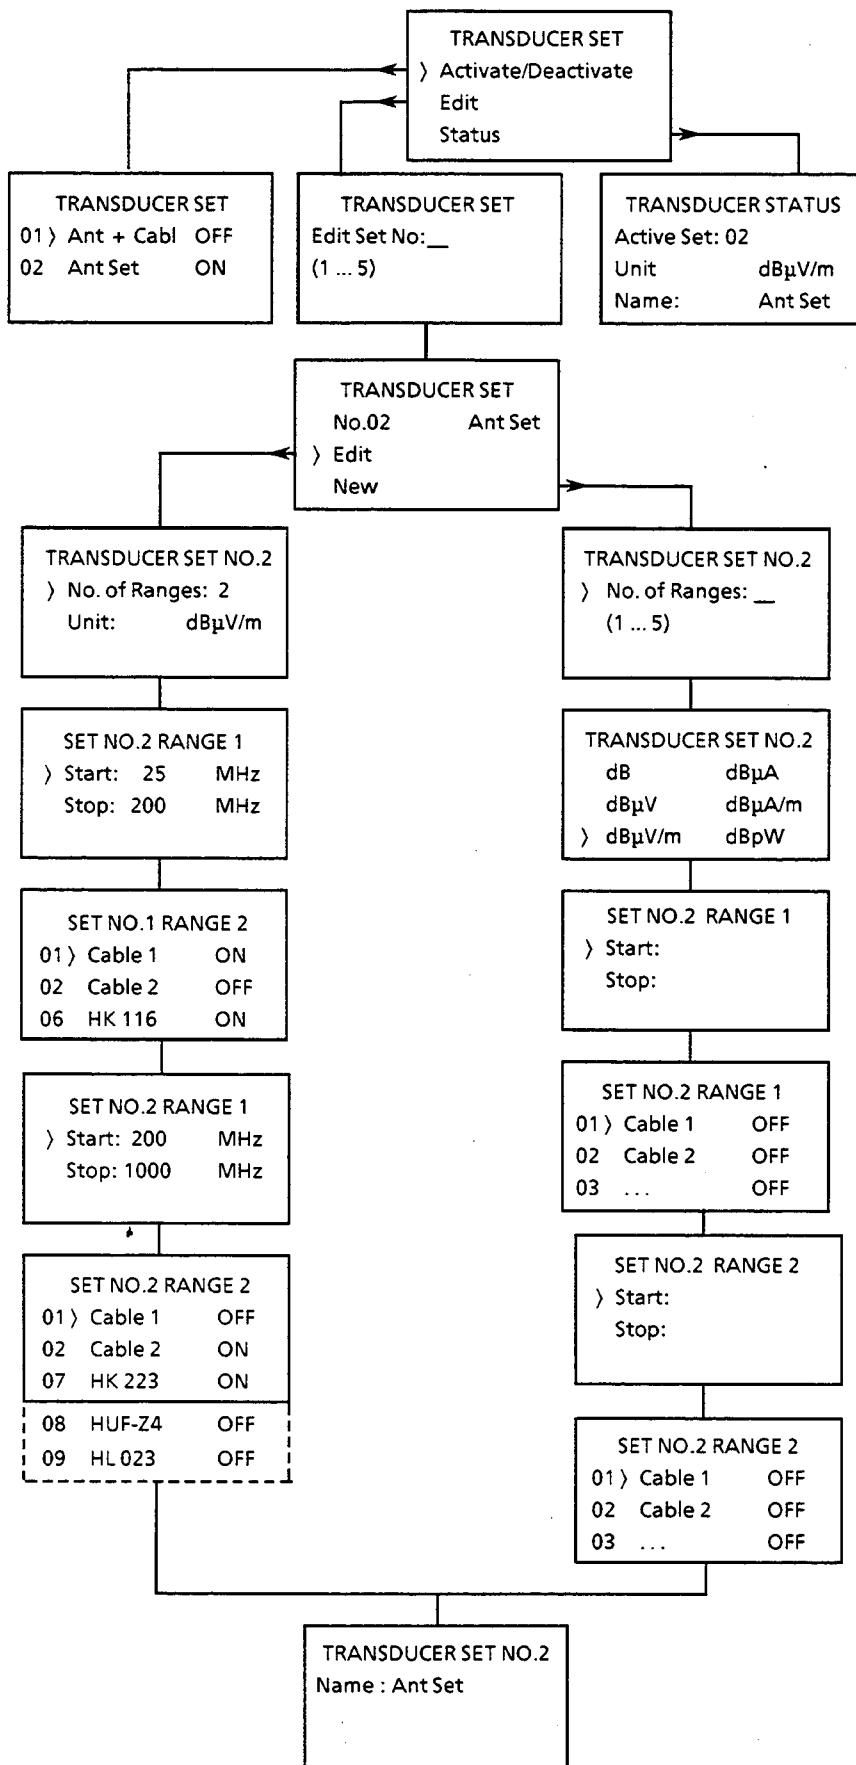 TRANSDUCER SET
⟩ Activate/Deactivate
Edit
Status
TRANSDUCER SET
01⟩ Ant + Cabl OFF
02 Ant Set ON
TRANSDUCER SET
Edit Set No:__
(1 ... 5)
TRANSDUCER STATUS
Active Set: 02
Unit dBµV/m
Name: Ant Set
TRANSDUCER SET
No.02 Ant Set
⟩ Edit
New
TRANSDUCER SET NO.2
⟩ No. of Ranges: 2
Unit: dBµV/m
SET NO.2 RANGE 1
⟩ Start: 25 MHz
Stop: 200 MHz
SET NO.1 RANGE 2
01⟩ Cable 1 ON
02 Cable 2 OFF
06 HK 116 ON
SET NO.2 RANGE 1
⟩ Start: 200 MHz
Stop: 1000 MHz
SET NO.2 RANGE 2
01⟩ Cable 1 OFF
02 Cable 2 ON
07 HK 223 ON
08 HUF-Z4 OFF
09 HL 023 OFF
TRANSDUCER SET NO.2
⟩ No. of Ranges: __
(1 ... 5)
TRANSDUCER SET NO.2
dB dBµA
dBµV dBµA/m
⟩ dBµV/m dBpW
SET NO.2 RANGE 1
⟩ Start:
Stop:
SET NO.2 RANGE 1
01⟩ Cable 1 OFF
02 Cable 2 OFF
03 ... OFF
SET NO.2 RANGE 2
⟩ Start:
Stop:
SET NO.2 RANGE 2
01⟩ Cable 1 OFF
02 Cable 2 OFF
03 ... OFF
TRANSDUCER SET NO.2
Name : Ant Set